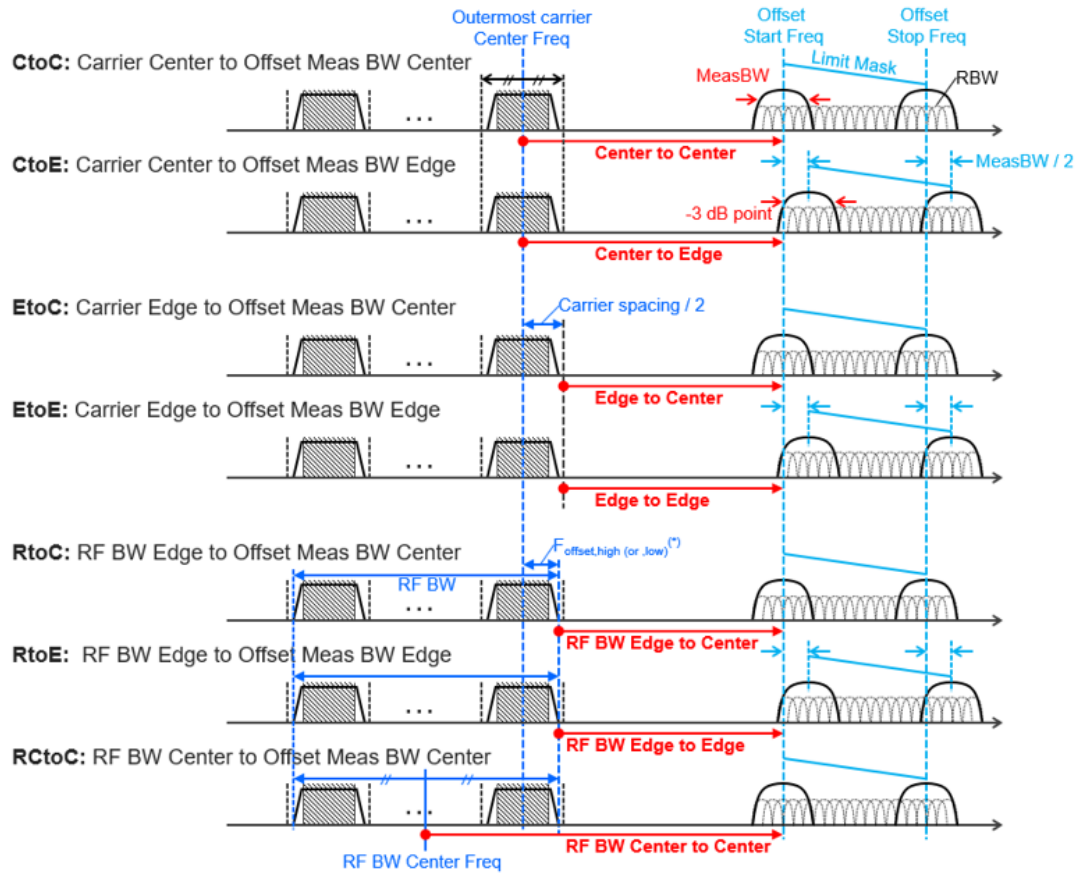 Outermost carrier
Center Freq
Offset
Start Freq
Offset
Stop Freq
CtoC: Carrier Center to Offset Meas BW Center
Limit Mask
MeasBW
RBW
...
Center to Center
CtoE: Carrier Center to Offset Meas BW Edge
MeasBW / 2
...
-3 dB point
Center to Edge
EtoC: Carrier Edge to Offset Meas BW Center
Carrier spacing / 2
...
Edge to Center
EtoE: Carrier Edge to Offset Meas BW Edge
...
Edge to Edge
RtoC: RF BW Edge to Offset Meas BW Center
Foffset,high (or ,low)(*)
RF BW
...
RF BW Edge to Center
RtoE: RF BW Edge to Offset Meas BW Edge
...
RF BW Edge to Edge
RCtoC: RF BW Center to Offset Meas BW Center
...
RF BW Center to Center
RF BW Center Freq